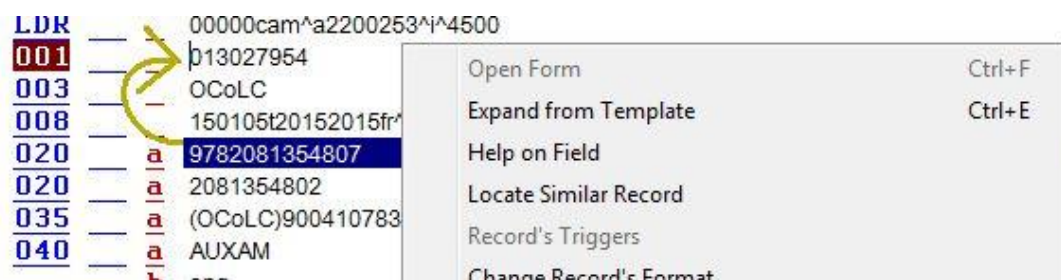 LDR 00000cam^a2200253^i^4500
001 013027954
003 OCoLC
008 150105t20152015fr^
020 a 9782081354807
020 a 2081354802
035 a (OCoLC)900410783
040 a AUXAM
b eng
Open Form Ctrl+F
Expand from Template Ctrl+E
Help on Field
Locate Similar Record
Record's Triggers
Change Record's Format